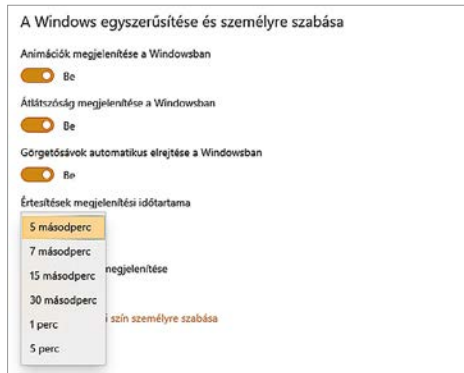 A Windows egyszerűsítése és személyre szabása
Animációk megjelenítése a Windowsban
Be
Átlátszóság megjelenítése a Windowsban
Be
Görgetősávok automatikus elrejtése a Windowsban
Be
Értesítések megjelenítési időtartama
5 másodperc
7 másodperc
15 másodperc
megjelenítése
30 másodperc
1 perc
i szín személyre szabása
5 perc